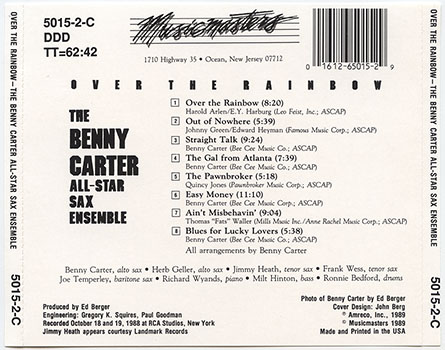 OVER THE RAINBOW—THE BENNY CARTER ALL-STAR SAX ENSEMBLE
5015-2-C
5015-2-C
DDD
TT=62:42
Musicmasters
1710 Highway 35 • Ocean, New Jersey 07712
0 1612-65015-2 9
OVER THE RAINBOW
THE
BENNY
CARTER
ALL-STAR
SAX
ENSEMBLE
1 Over the Rainbow (8:20)
Harold Arlen/E.Y. Harburg (Leo Feist, Inc.; ASCAP)
2 Out of Nowhere (5:39)
Johnny Green/Edward Heyman (Famous Music Corp.; ASCAP)
3 Straight Talk (9:24)
Benny Carter (Bee Cee Music Co.; ASCAP)
4 The Gal from Atlanta (7:39)
Benny Carter (Bee Cee Music Co.; ASCAP)
5 The Pawnbroker (5:18)
Quincy Jones (Pawnbroker Music Corp.; ASCAP)
6 Easy Money (11:10)
Benny Carter (Bee Cee Music Co.; ASCAP)
7 Ain't Misbehavin' (9:04)
Thomas "Fats" Waller (Mills Music Inc./Anne Rachel Music Corp.; ASCAP)
8 Blues for Lucky Lovers (5:38)
Benny Carter (Bee Cee Music Co.; ASCAP)
All arrangements by Benny Carter
Benny Carter, alto sax • Herb Geller, alto sax • Jimmy Heath, tenor sax • Frank Wess, tenor sax
Joe Temperley, baritone sax • Richard Wyands, piano • Milt Hinton, bass • Ronnie Bedford, drums
Produced by Ed Berger
Engineering: Gregory K. Squires, Paul Goodman
Recorded October 18 and 19, 1988 at RCA Studios, New York
Jimmy Heath appears courtesy Landmark Records
Photo of Benny Carter by Ed Berger
Cover Design: John Berg
℗ Amreco, Inc., 1989
© Musicmasters 1989
Made and Printed in the USA
OVER THE RAINBOW—THE BENNY CARTER ALL-STAR SAX ENSEMBLE
5015-2-C